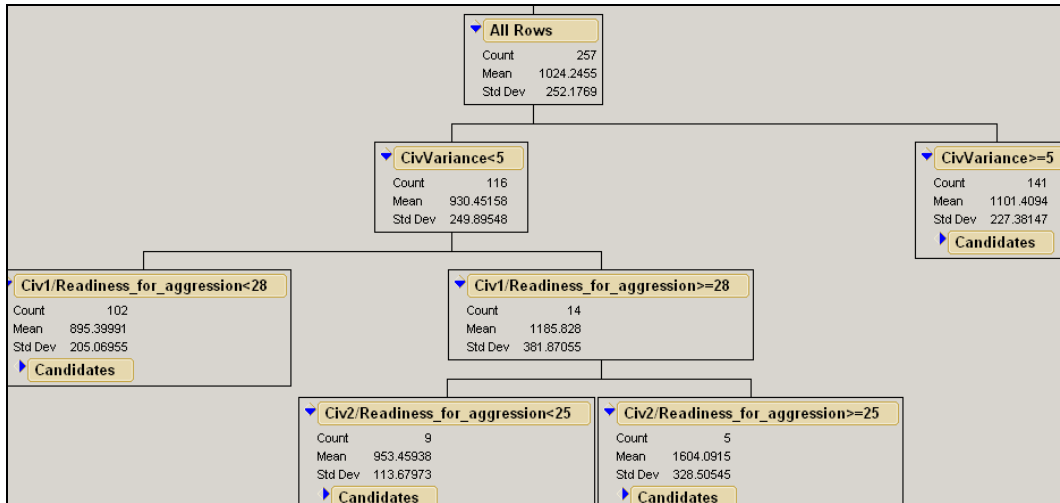 All Rows
Count 257
Mean 1024.2455
Std Dev 252.1769
CivVariance<5
Count 116
Mean 930.45158
Std Dev 249.89548
CivVariance>=5
Count 141
Mean 1101.4094
Std Dev 227.38147
Candidates
Civ1/Readiness_for_aggression<28
Count 102
Mean 895.39991
Std Dev 205.06955
Candidates
Civ1/Readiness_for_aggression>=28
Count 14
Mean 1185.828
Std Dev 381.87055
Civ2/Readiness_for_aggression<25
Count 9
Mean 953.45938
Std Dev 113.67973
Candidates
Civ2/Readiness_for_aggression>=25
Count 5
Mean 1604.0915
Std Dev 328.50545
Candidates